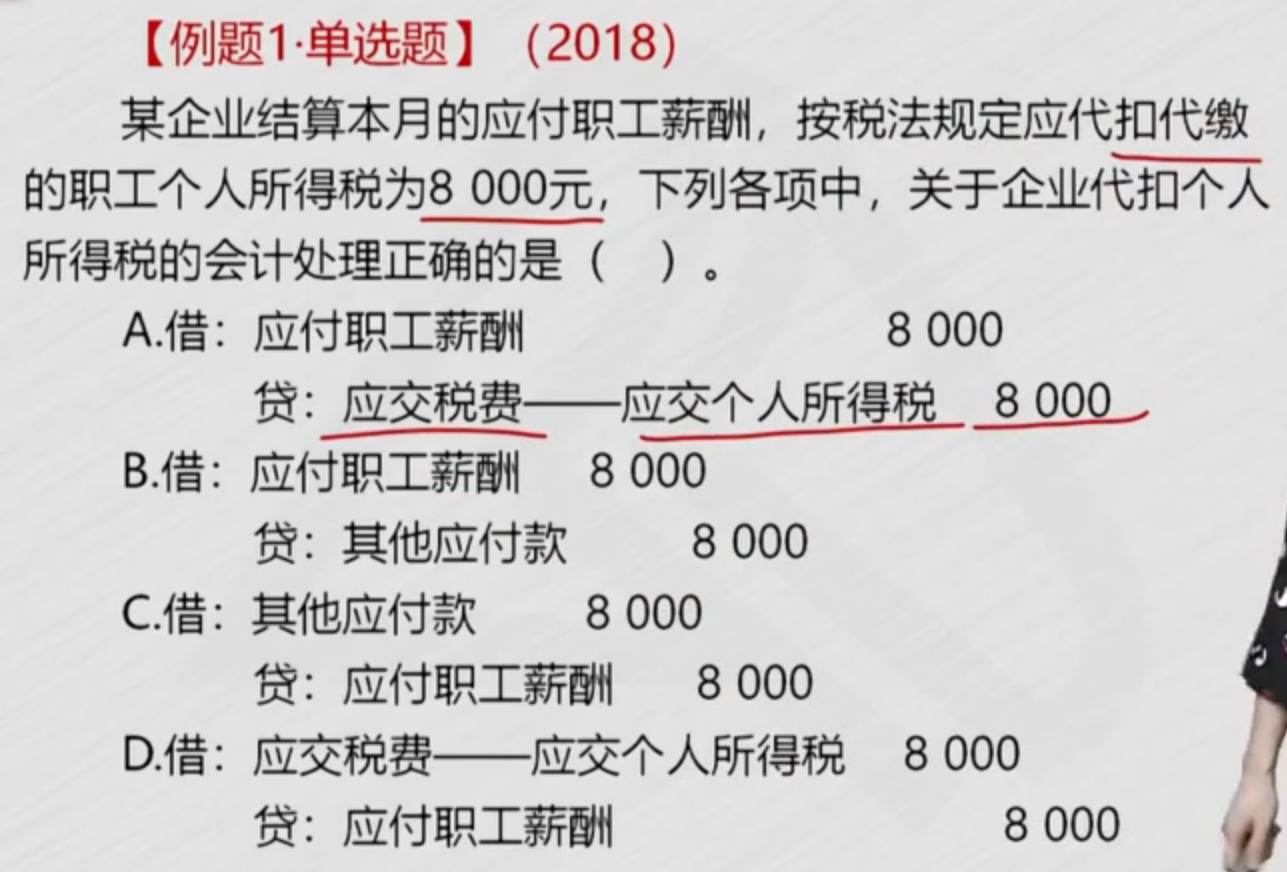 【例题1·单选题】（2018）
某企业结算本月的应付职工薪酬，按税法规定应代扣代缴
的职工个人所得税为8 000元，下列各项中，关于企业代扣个人
所得税的会计处理正确的是（　）。
A.借：应付职工薪酬 8 000
贷：应交税费——应交个人所得税 8 000
B.借：应付职工薪酬 8 000
贷：其他应付款 8 000
C.借：其他应付款 8 000
贷：应付职工薪酬 8 000
D.借：应交税费——应交个人所得税 8 000
贷：应付职工薪酬 8 000